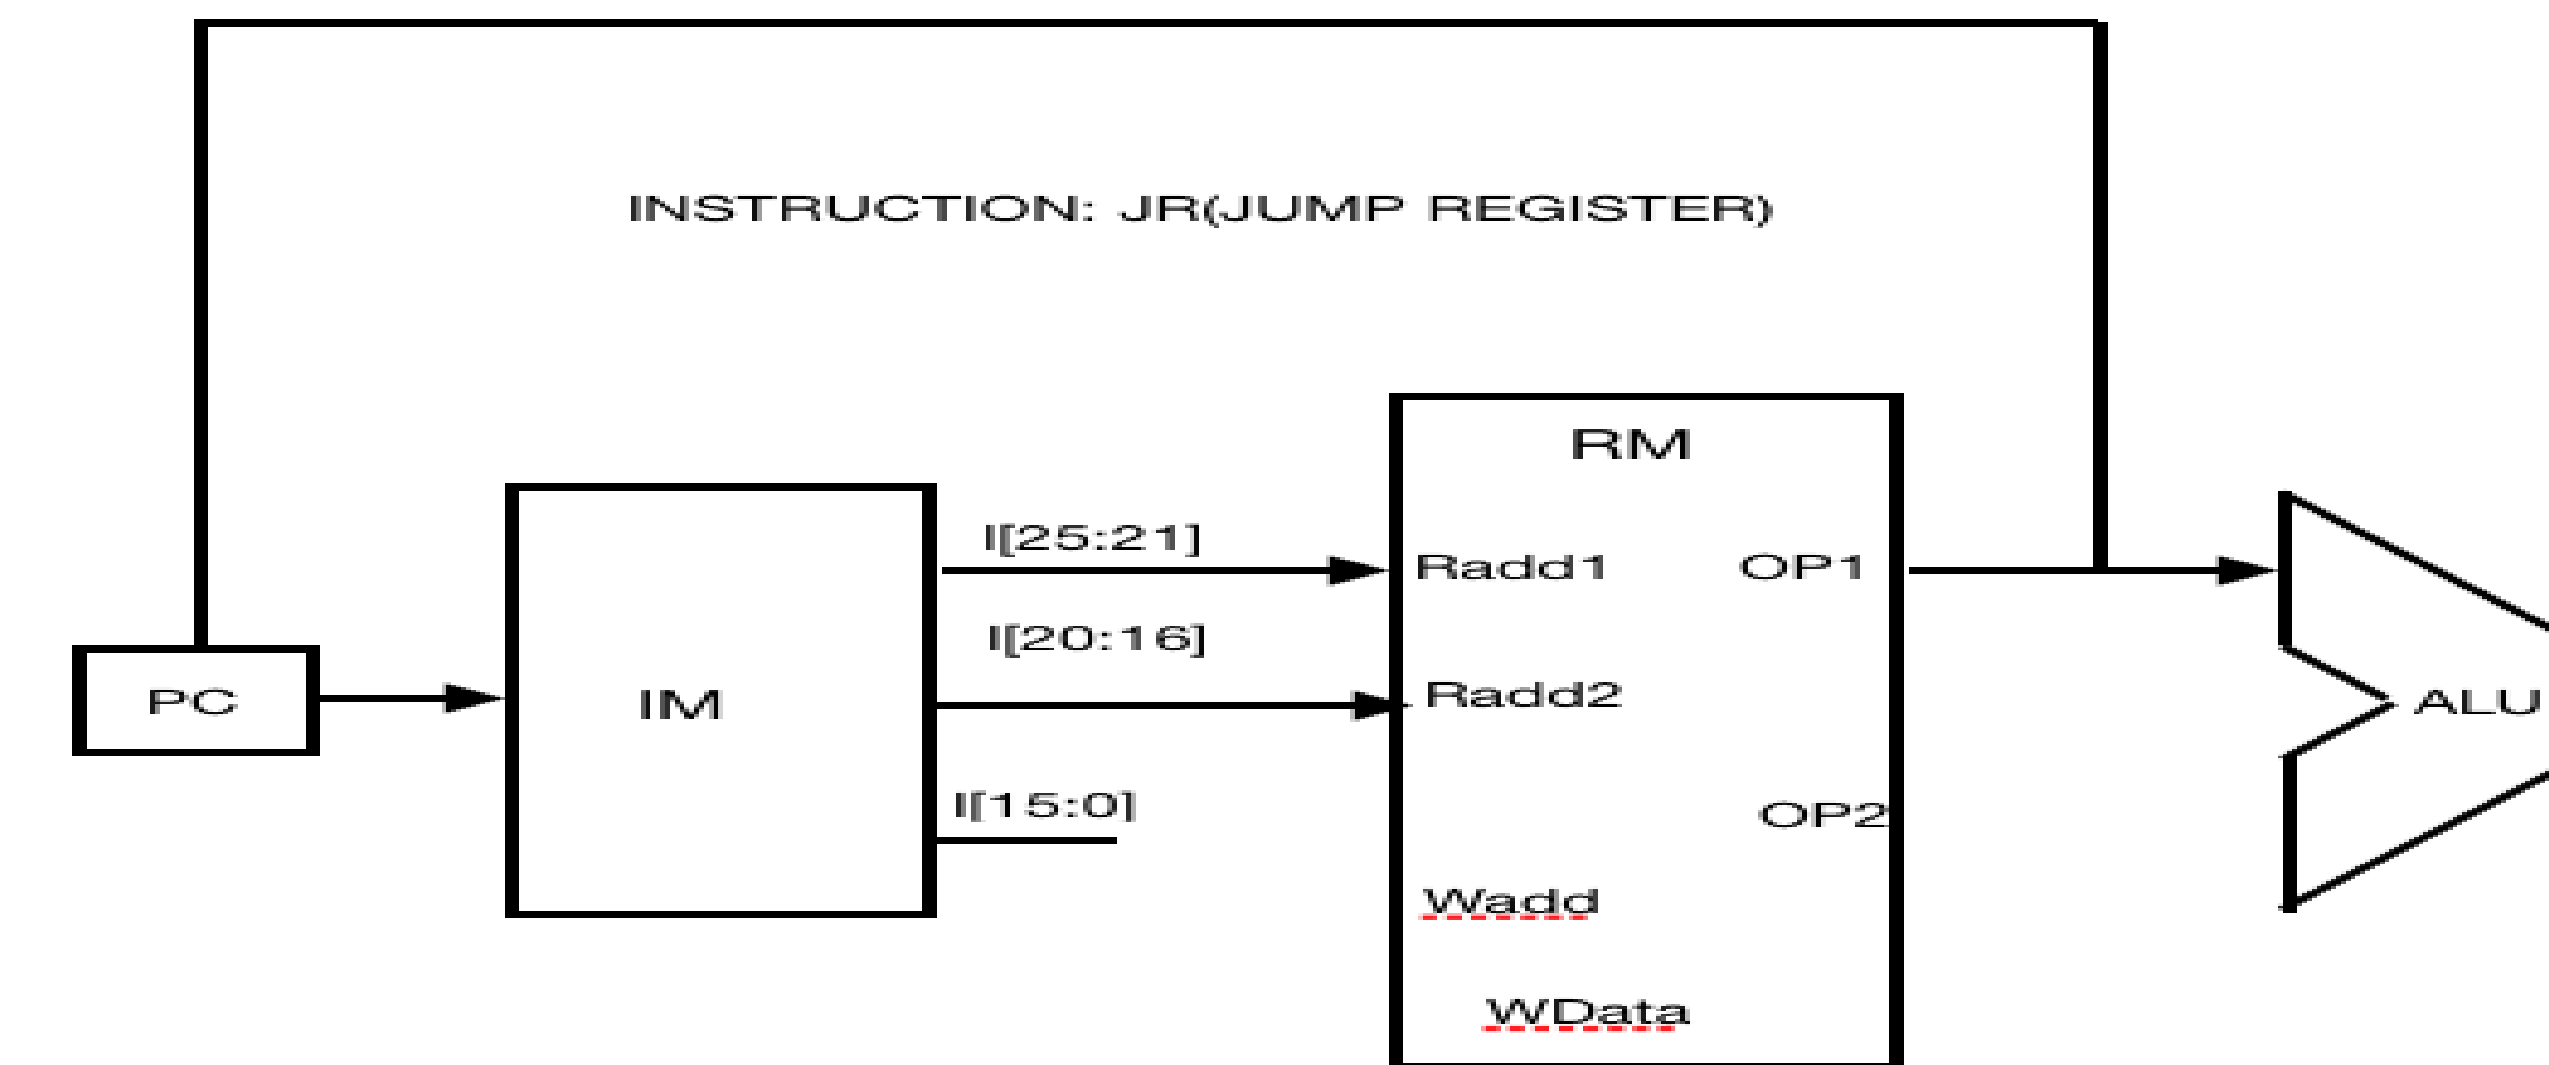 INSTRUCTION: JR(JUMP REGISTER)
RM
I[25:21]
Radd1
OP1
I[20:16]
PC
IM
Radd2
ALU
I[15:0]
OP2
Wadd
WData